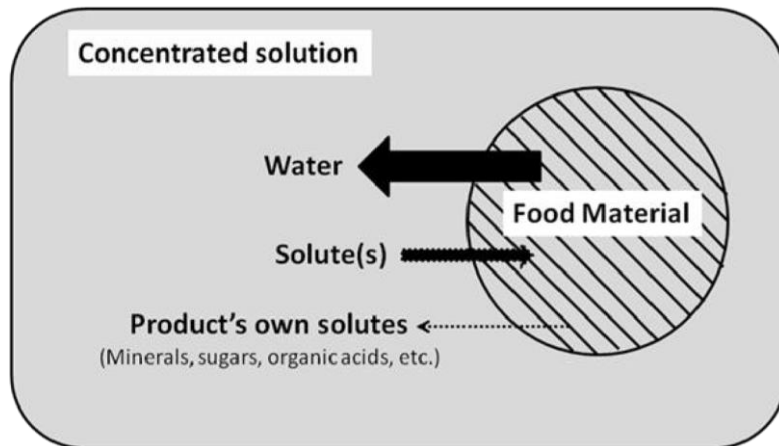 Concentrated solution
Water
Food Material
Solute(s)
Product's own solutes
(Minerals, sugars, organic acids, etc.)